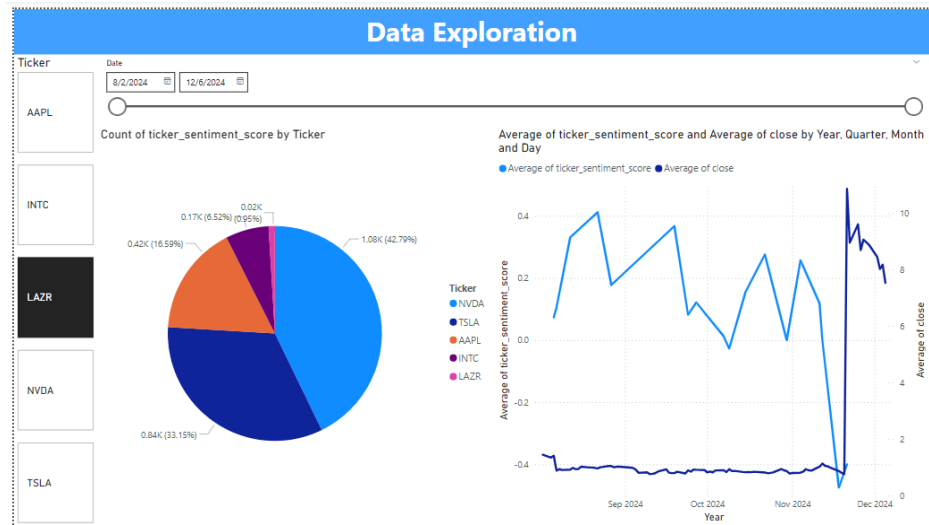 Data Exploration
Ticker
Date
8/2/2024
12/6/2024
AAPL
INTC
LAZR
NVDA
TSLA
Count of ticker_sentiment_score by Ticker
0.02K
(0.95%)
0.17K (6.52%)
0.42K (16.59%)
1.08K (42.79%)
0.84K (33.15%)
Ticker
NVDA
TSLA
AAPL
INTC
LAZR
Average of ticker_sentiment_score and Average of close by Year, Quarter, Month
and Day
Average of ticker_sentiment_score
Average of close
Average of ticker_sentiment_score
0.4
0.2
0.0
-0.2
-0.4
10
8
6
4
2
0
Average of close
Sep 2024
Oct 2024
Nov 2024
Dec 2024
Year